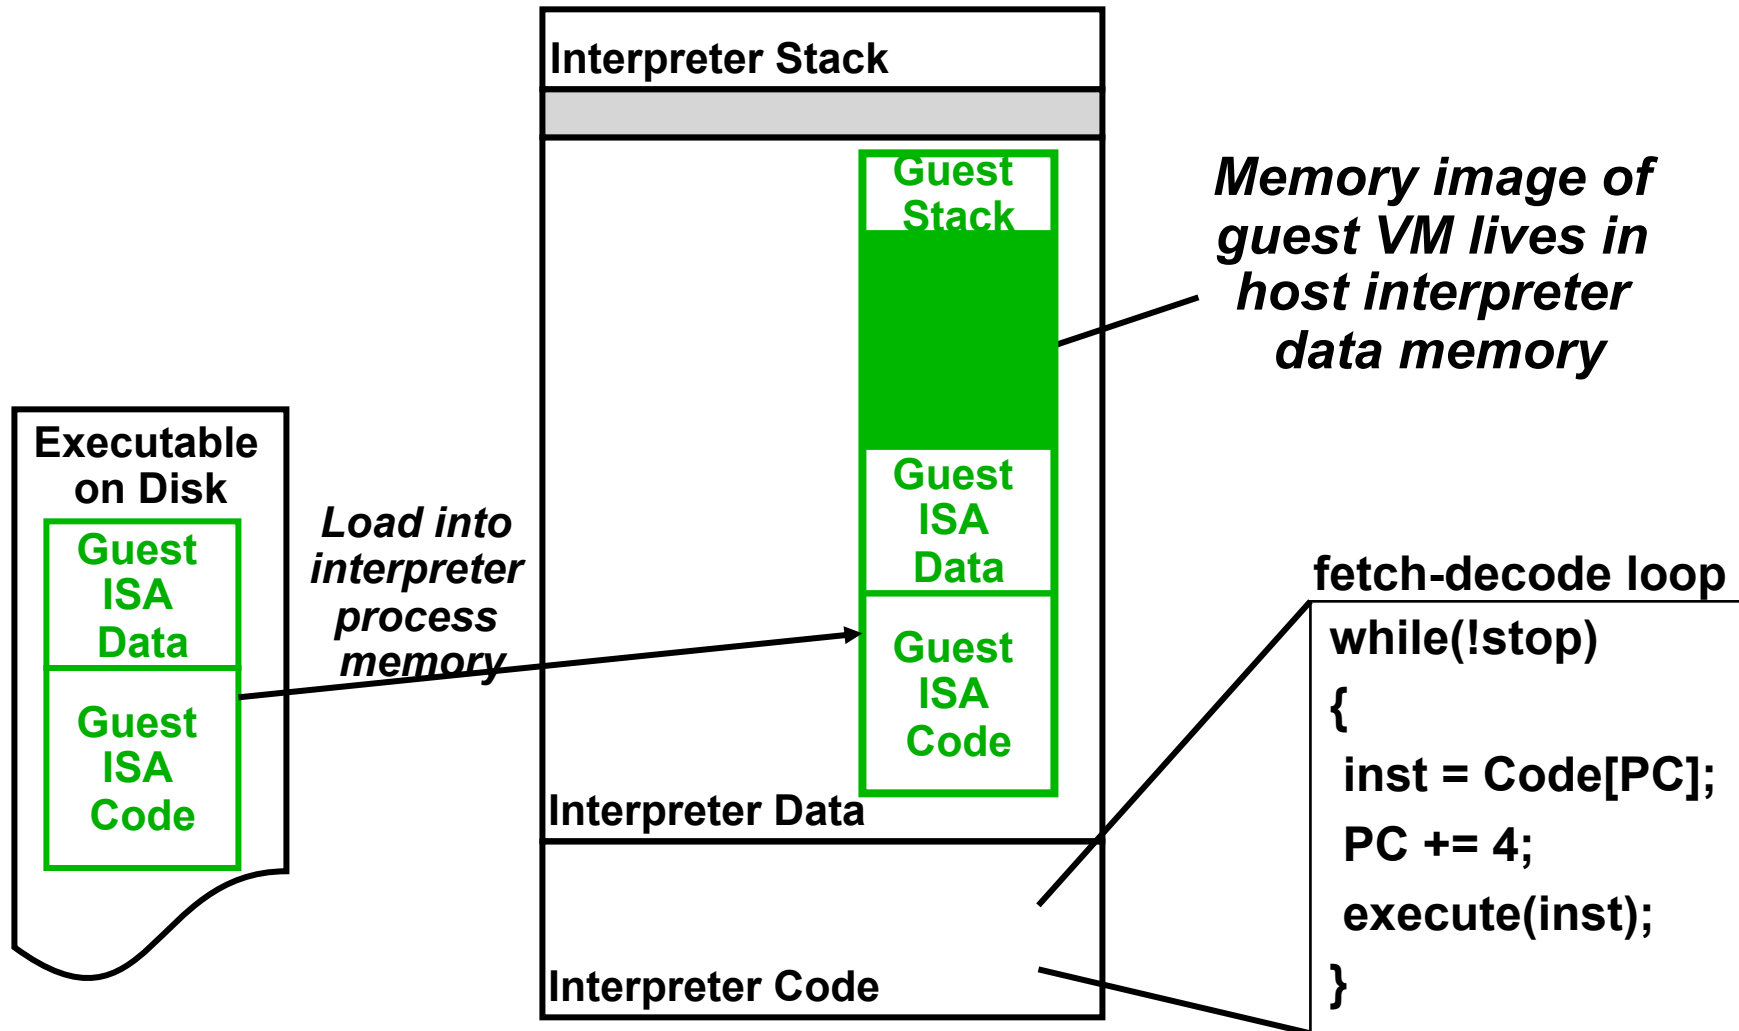 Interpreter Stack
Guest
Stack
Memory image of
guest VM lives in
host interpreter
data memory
Executable
on Disk
Guest
ISA
Data
Guest
ISA
Code
Load into
interpreter
process
memory
Guest
ISA
Data
Guest
ISA
Code
Interpreter Data
Interpreter Code
fetch-decode loop
while(!stop)
{
inst = Code[PC];
PC += 4;
execute(inst);
}